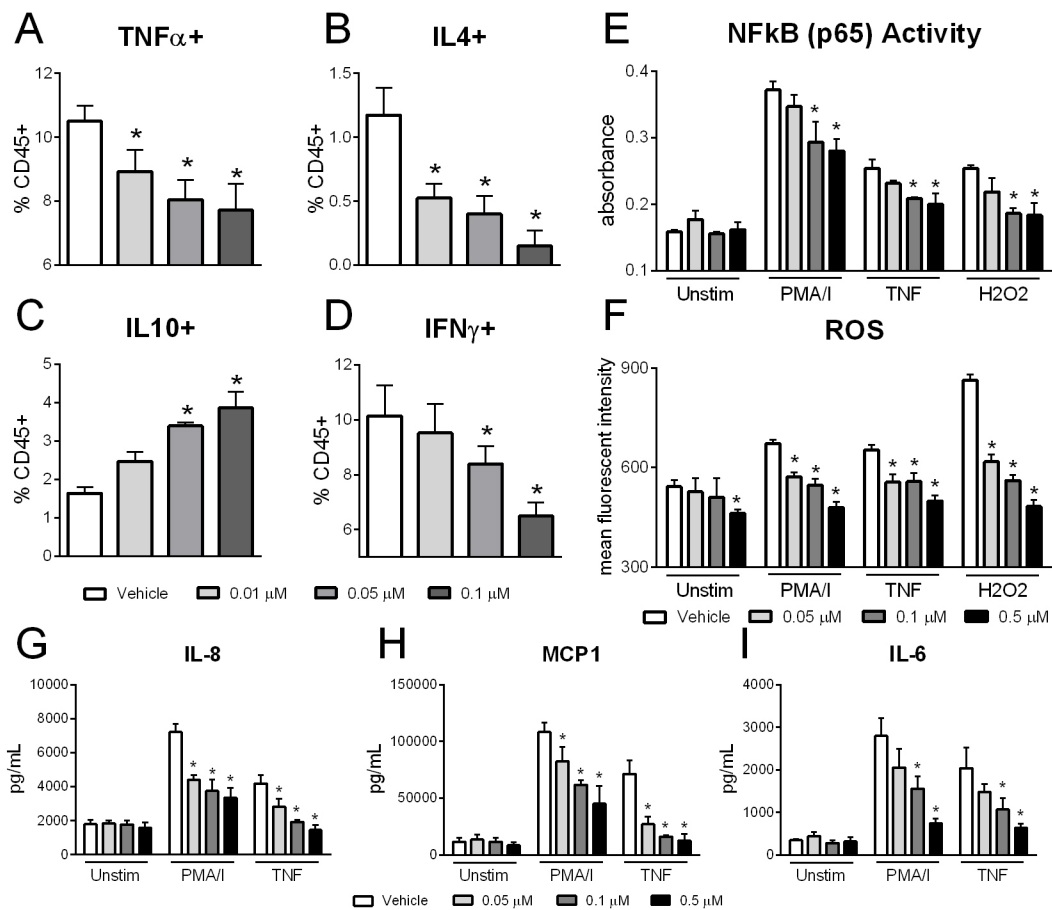 A
TNFα+
% CD45+
12
10
8
6
*
*
*
B
IL4+
% CD45+
1.5
1.0
0.5
0.0
*
*
*
C
IL10+
% CD45+
5
4
3
2
1
0
*
*
D
IFNγ+
% CD45+
12
10
8
6
*
*
Vehicle 0.01 μM 0.05 μM 0.1 μM
E
NFkB (p65) Activity
absorbance
0.4
0.3
0.2
0.1
* *
* *
* *
Unstim PMA/I TNF H2O2
F
ROS
mean fluorescent intensity
900
600
300
*
* * *
* * *
* * *
Unstim PMA/I TNF H2O2
Vehicle 0.05 μM 0.1 μM 0.5 μM
G
IL-8
pg/mL
10000
8000
6000
4000
2000
0
* * *
* * *
Unstim PMA/I TNF
H
MCP1
pg/mL
150000
100000
50000
0
* * *
* * *
Unstim PMA/I TNF
I
IL-6
pg/mL
4000
3000
2000
1000
0
* *
* *
Unstim PMA/I TNF
Vehicle 0.05 μM 0.1 μM 0.5 μM